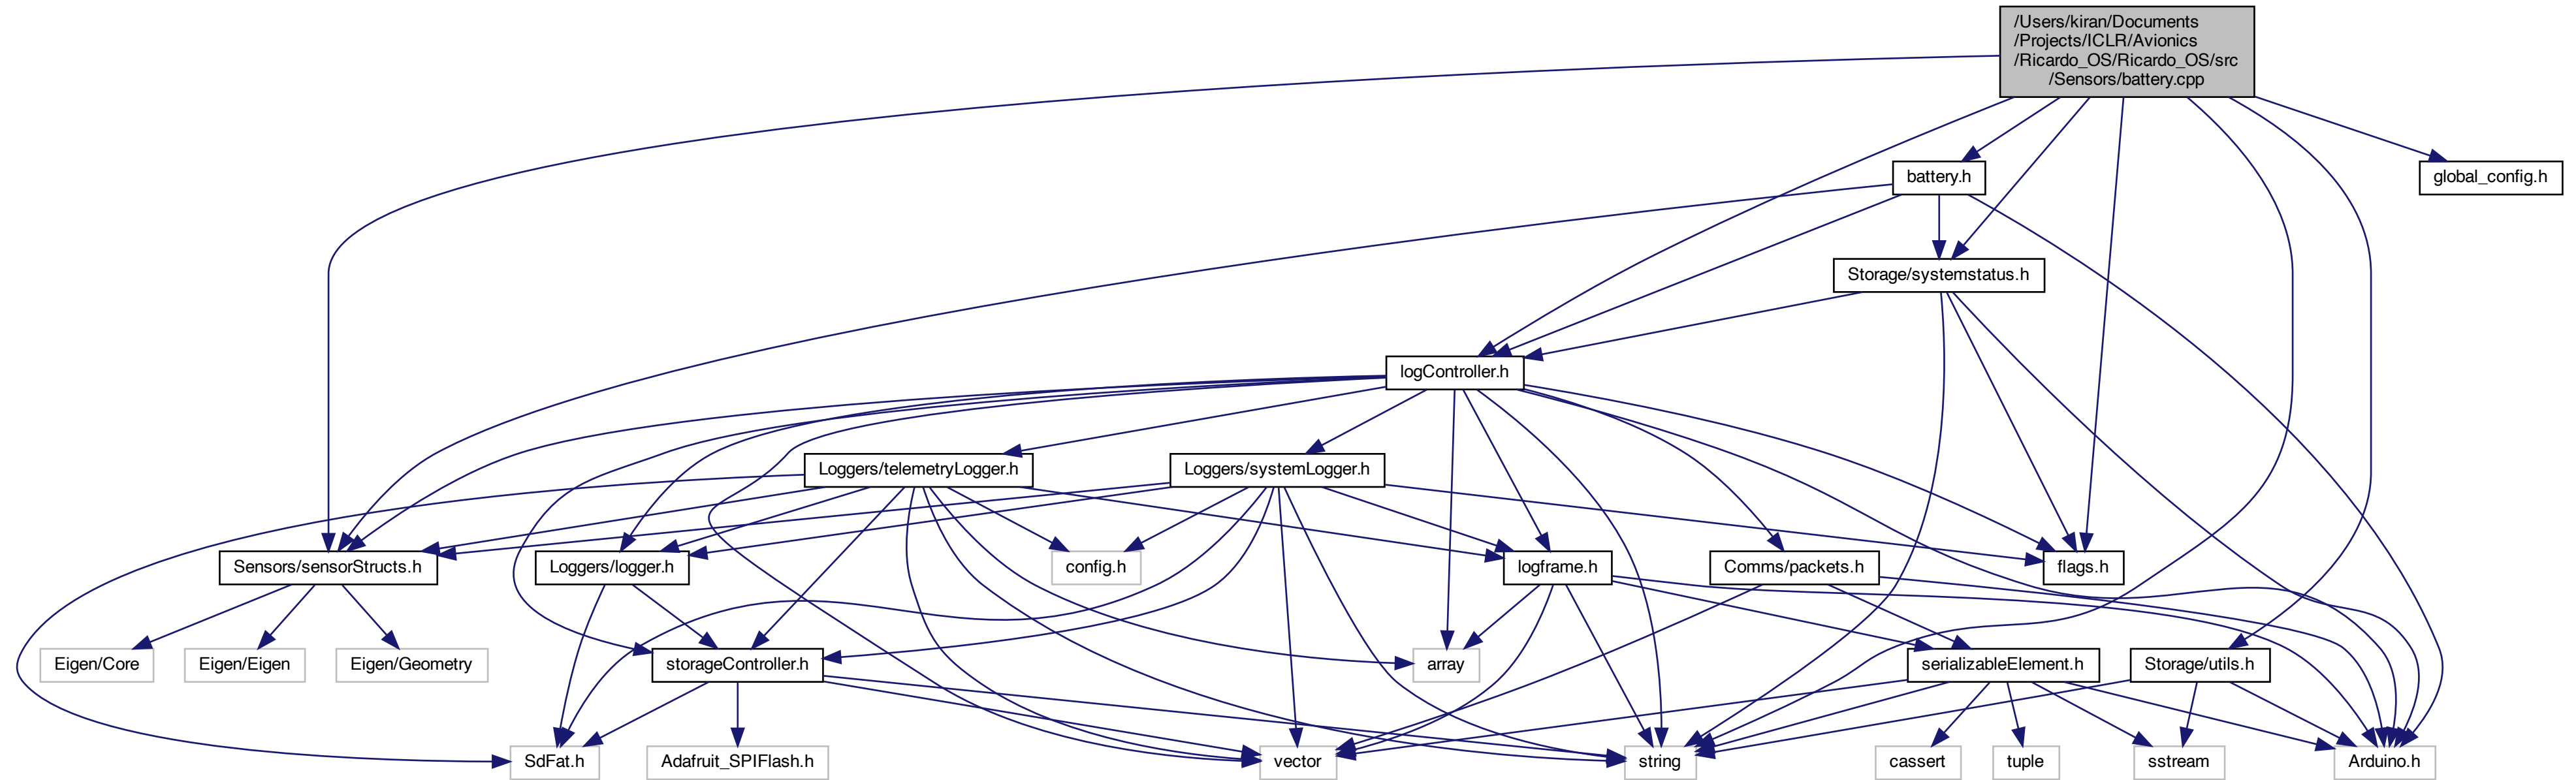 /Users/kiran/Documents
/Projects/ICLR/Avionics
/Ricardo_OS/Ricardo_OS/src
/Sensors/battery.cpp
battery.h
global_config.h
Storage/systemstatus.h
logController.h
Loggers/telemetryLogger.h
Loggers/systemLogger.h
Sensors/sensorStructs.h
Loggers/logger.h
config.h
logframe.h
Comms/packets.h
flags.h
Eigen/Core
Eigen/Eigen
Eigen/Geometry
storageController.h
array
serializableElement.h
Storage/utils.h
SdFat.h
Adafruit_SPIFlash.h
vector
string
cassert
tuple
sstream
Arduino.h